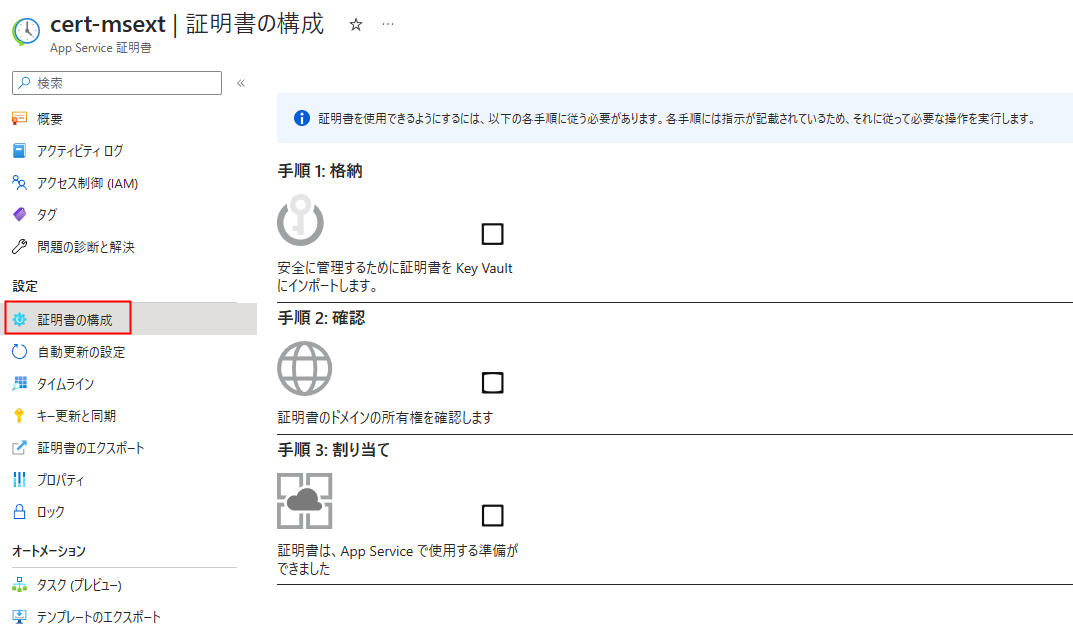 cert-msext | 証明書の構成
App Service 証明書
検索
概要
アクティビティ ログ
アクセス制御 (IAM)
タグ
問題の診断と解決
設定
証明書の構成
自動更新の設定
タイムライン
キー更新と同期
証明書のエクスポート
プロパティ
ロック
オートメーション
タスク (プレビュー)
テンプレートのエクスポート
証明書を使用できるようにするには、以下の各手順に従う必要があります。各手順には指示が記載されているため、それに従って必要な操作を実行します。
手順 1: 格納
安全に管理するために証明書を Key Vault
にインポートします。
手順 2: 確認
証明書のドメインの所有権を確認します
手順 3: 割り当て
証明書は、App Service で使用する準備が
できました